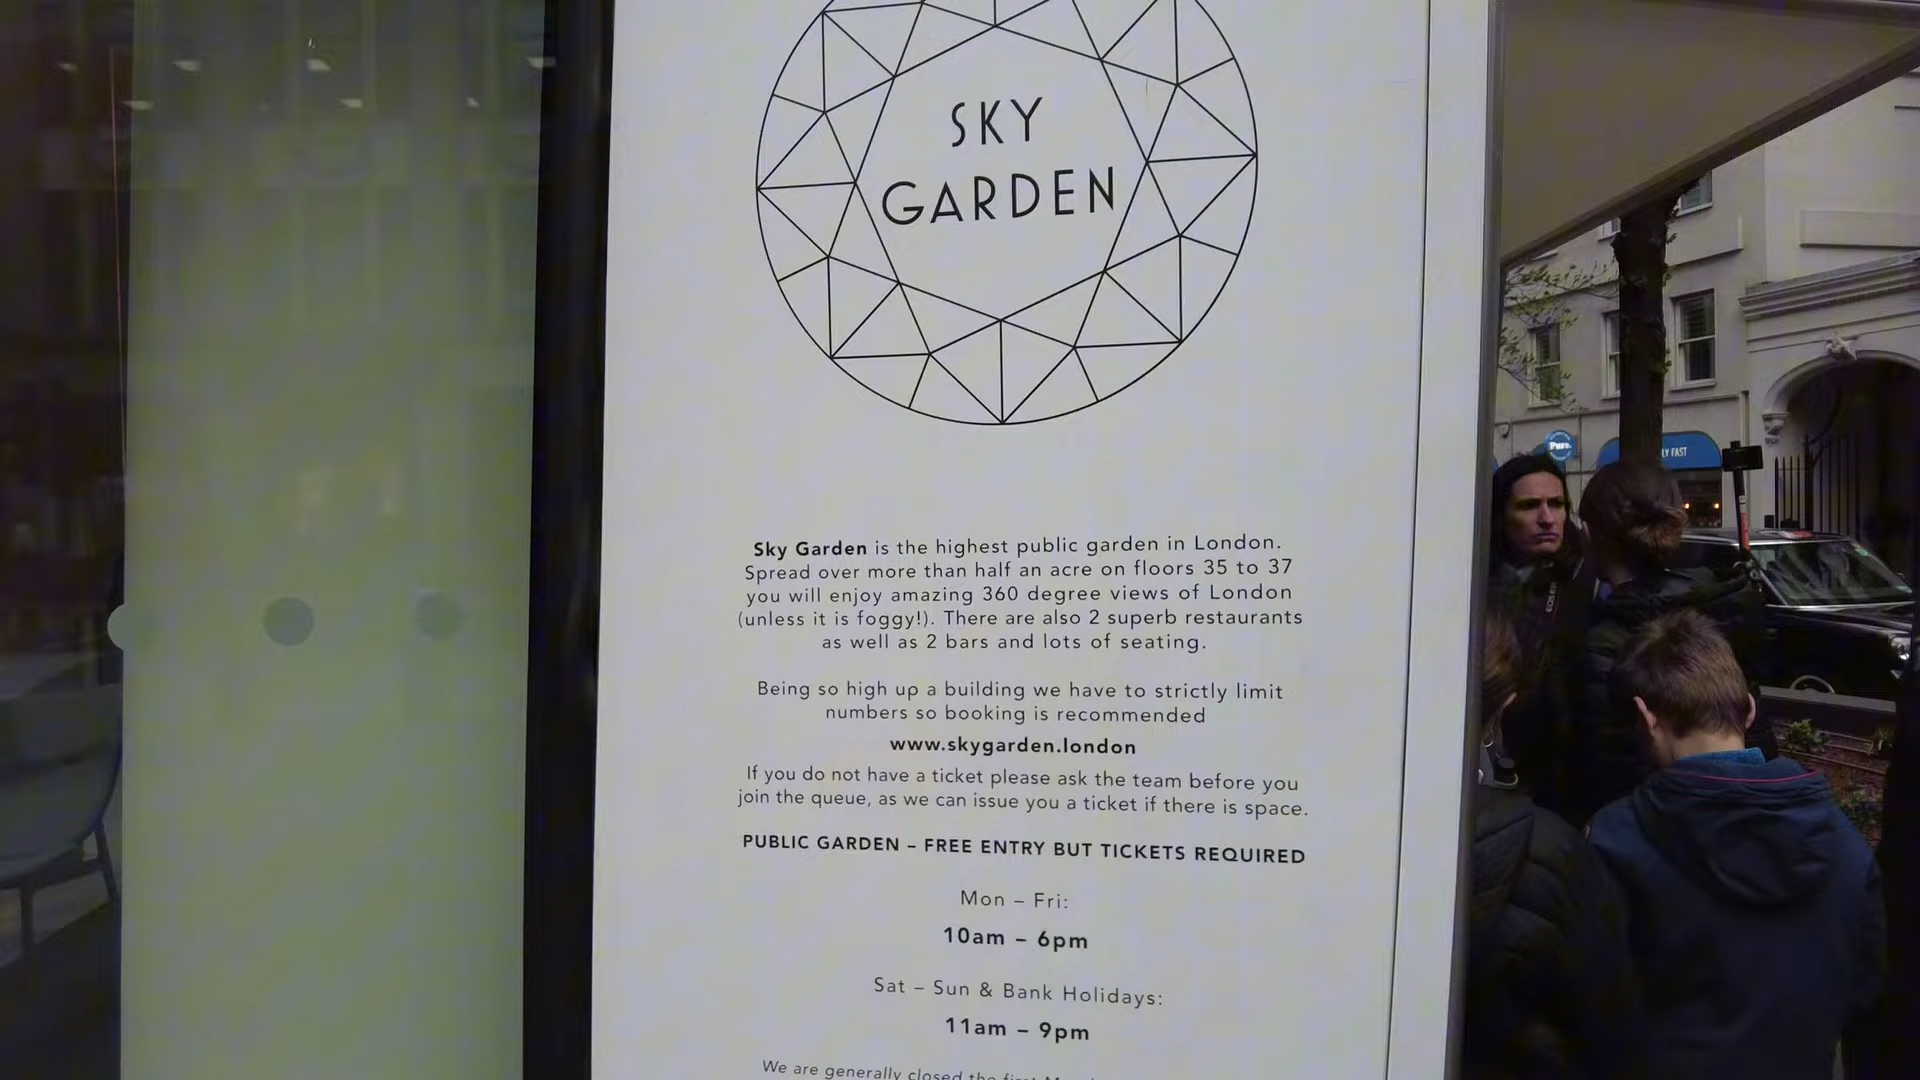 SKY
GARDEN
Sky Garden is the highest public garden in London.
Spread over more than half an acre on floors 35 to 37
you will enjoy amazing 360 degree views of London
(unless it is foggy!). There are also 2 superb restaurants
as well as 2 bars and lots of seating.
Being so high up a building we have to strictly limit
numbers so booking is recommended
www.skygarden.london
If you do not have a ticket please ask the team before you
join the queue, as we can issue you a ticket if there is space.
PUBLIC GARDEN – FREE ENTRY BUT TICKETS REQUIRED
Mon – Fri:
10am – 6pm
Sat – Sun & Bank Holidays:
11am – 9pm
We are generally closed the first
Pure
FAST